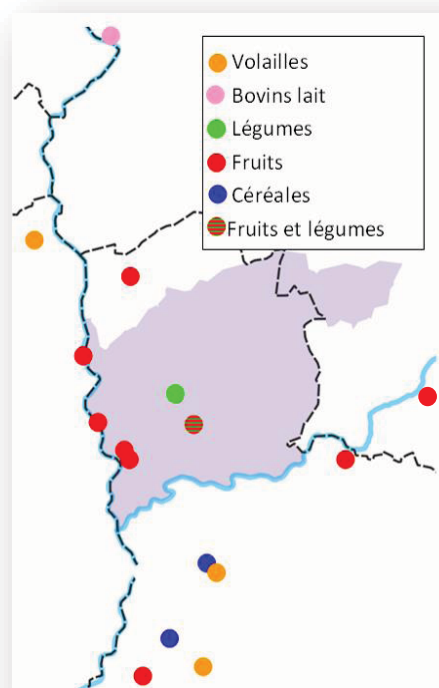 Volailles
Bovins lait
Légumes
Fruits
Céréales
Fruits et légumes